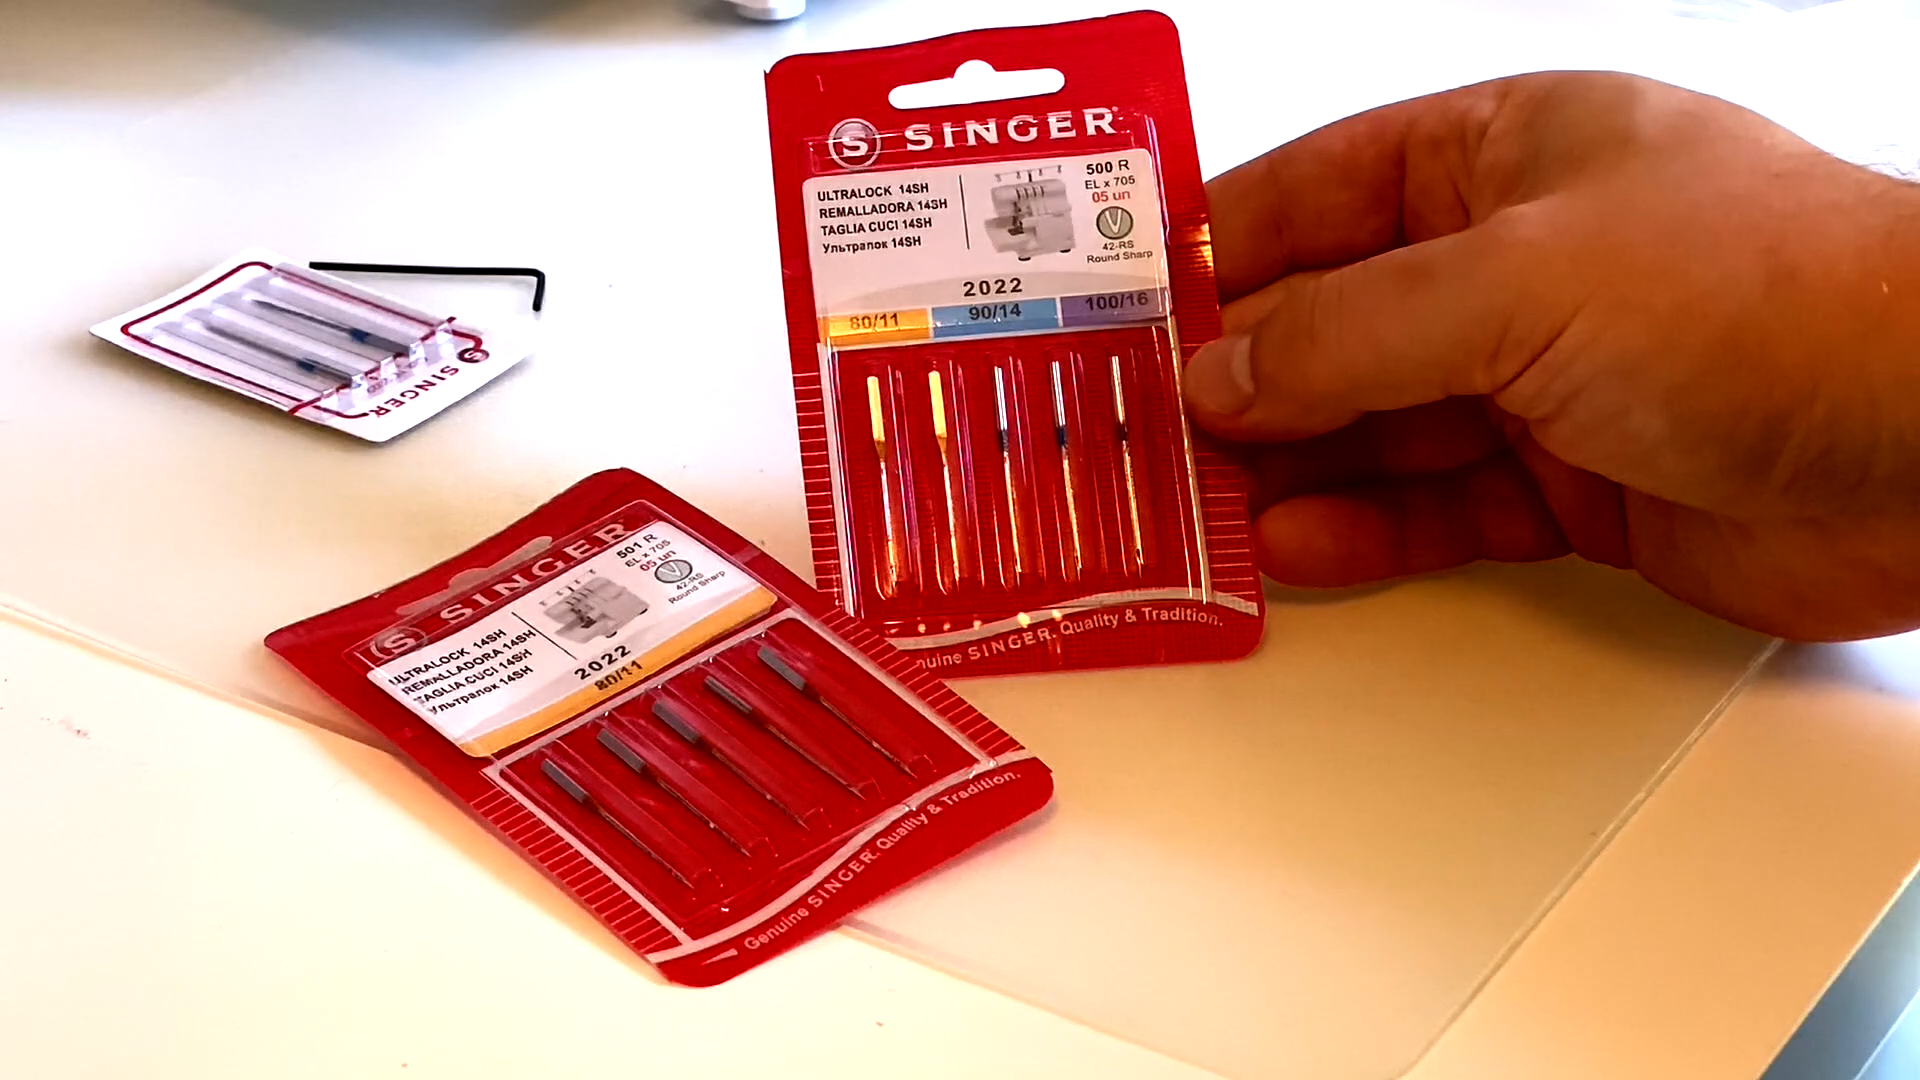 S SINGER
ULTRALOCK 14SH
REMALLADORA 14SH
TAGLIA CUCI 14SH
Ультралок 14SH
500 R
EL x 705
05 un
V
42-RS
Round Sharp
2022
80/11 90/14 100/16
nuine SINGER. Quality & Tradition.
S SINGER
S SINGER
ULTRALOCK 14SH
REMALLADORA 14SH
TAGLIA CUCI 14SH
Ультралок 14SH
501 R
EL x 705
05 un
V
42-RS
Round Sharp
2022
80/11
Genuine SINGER. Quality & Tradition.